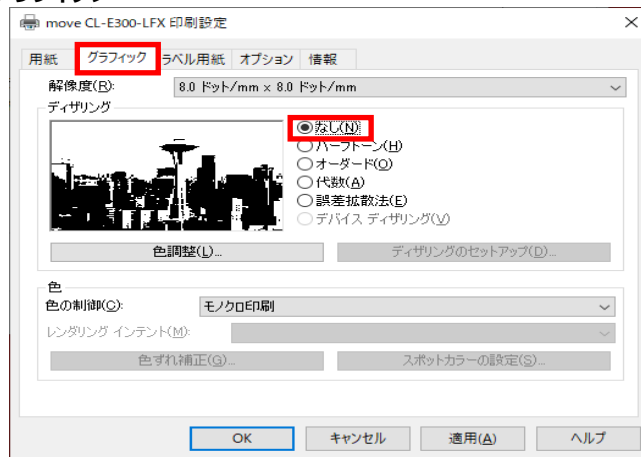 move CL-E300-LFX 印刷設定
用紙 グラフィック ラベル用紙 オプション 情報
解像度(R): 8.0 ドット/mm x 8.0 ドット/mm
ディザリング
なし(N)
ハーフトーン(H)
オーダード(O)
代数(A)
誤差拡散法(E)
デバイス ディザリング(V)
色調整(L)... ディザリングのセットアップ(D)...
色
色の制御(C): モノクロ印刷
レンダリング インテント(M):
色ずれ補正(G)... スポットカラーの設定(S)...
OK キャンセル 適用(A) ヘルプ